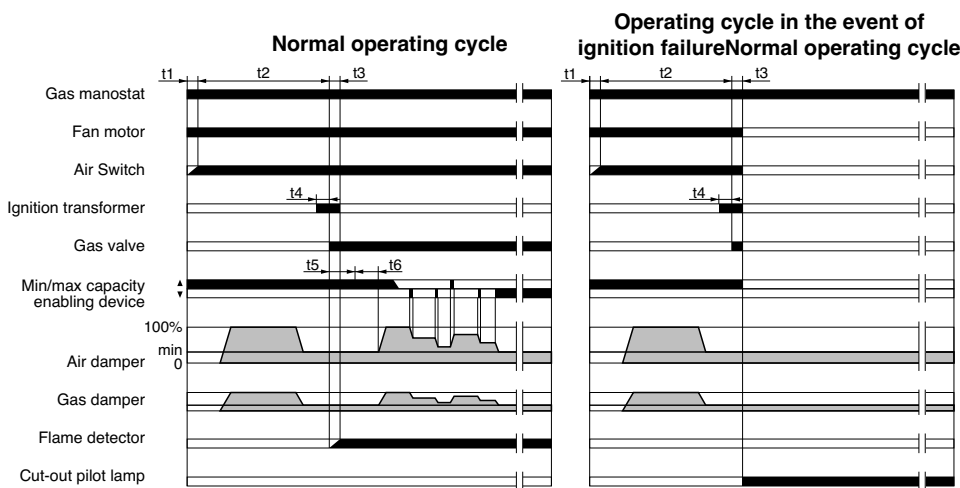 Normal operating cycle
Operating cycle in the event of
ignition failureNormal operating cycle
t1 t2 t3
t1 t2 t3
Gas manostat
Fan motor
Air Switch
Ignition transformer
t4
t4
Gas valve
t5 t6
Min/max capacity
enabling device
100%
min
0
Air damper
Gas damper
Flame detector
Cut-out pilot lamp